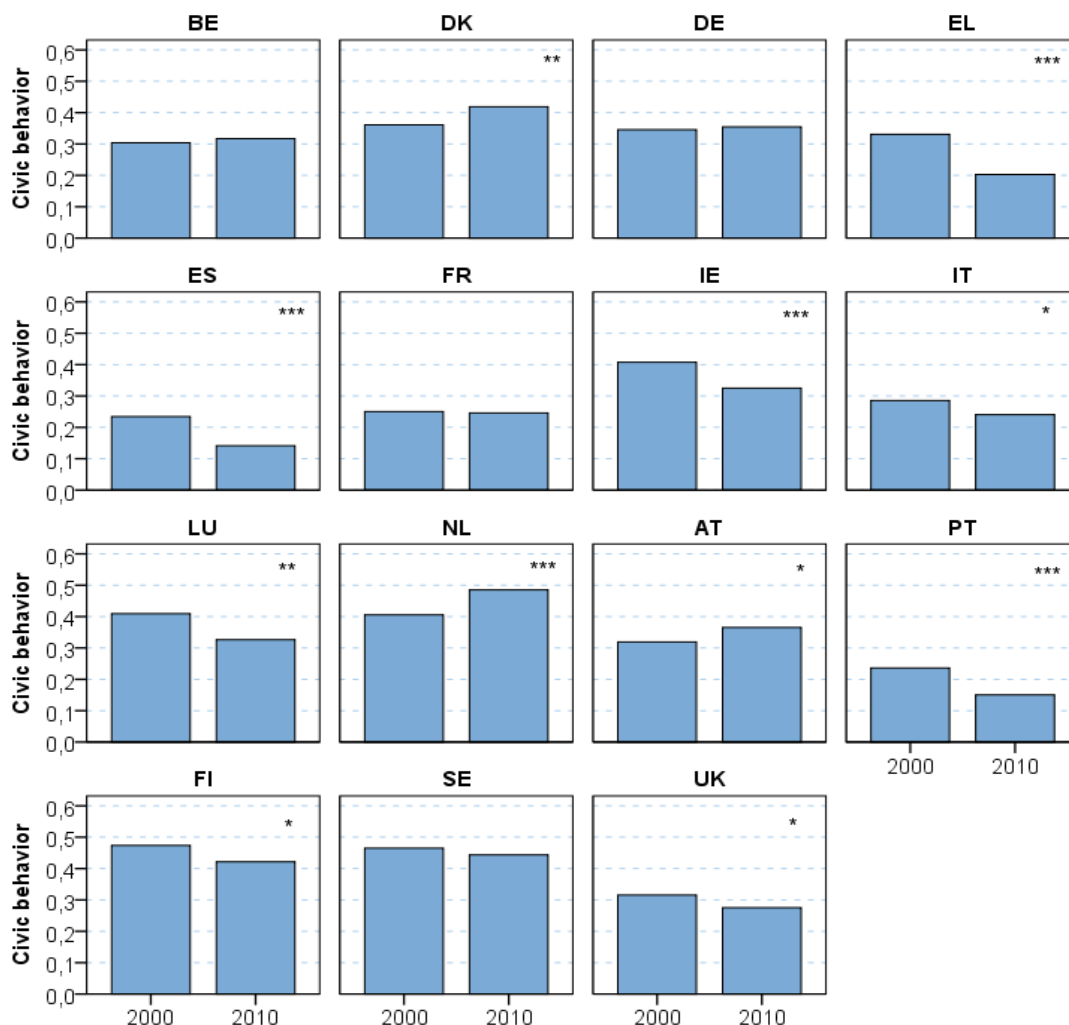 BE DK DE EL
Civic behavior
0,6
0,5
0,4
0,3
0,2
0,1
0,0
** ***
ES FR IE IT
Civic behavior
0,6
0,5
0,4
0,3
0,2
0,1
0,0
*** *** *
LU NL AT PT
Civic behavior
0,6
0,5
0,4
0,3
0,2
0,1
0,0
** *** * ***
2000 2010
FI SE UK
Civic behavior
0,6
0,5
0,4
0,3
0,2
0,1
0,0
* *
2000 2010 2000 2010 2000 2010